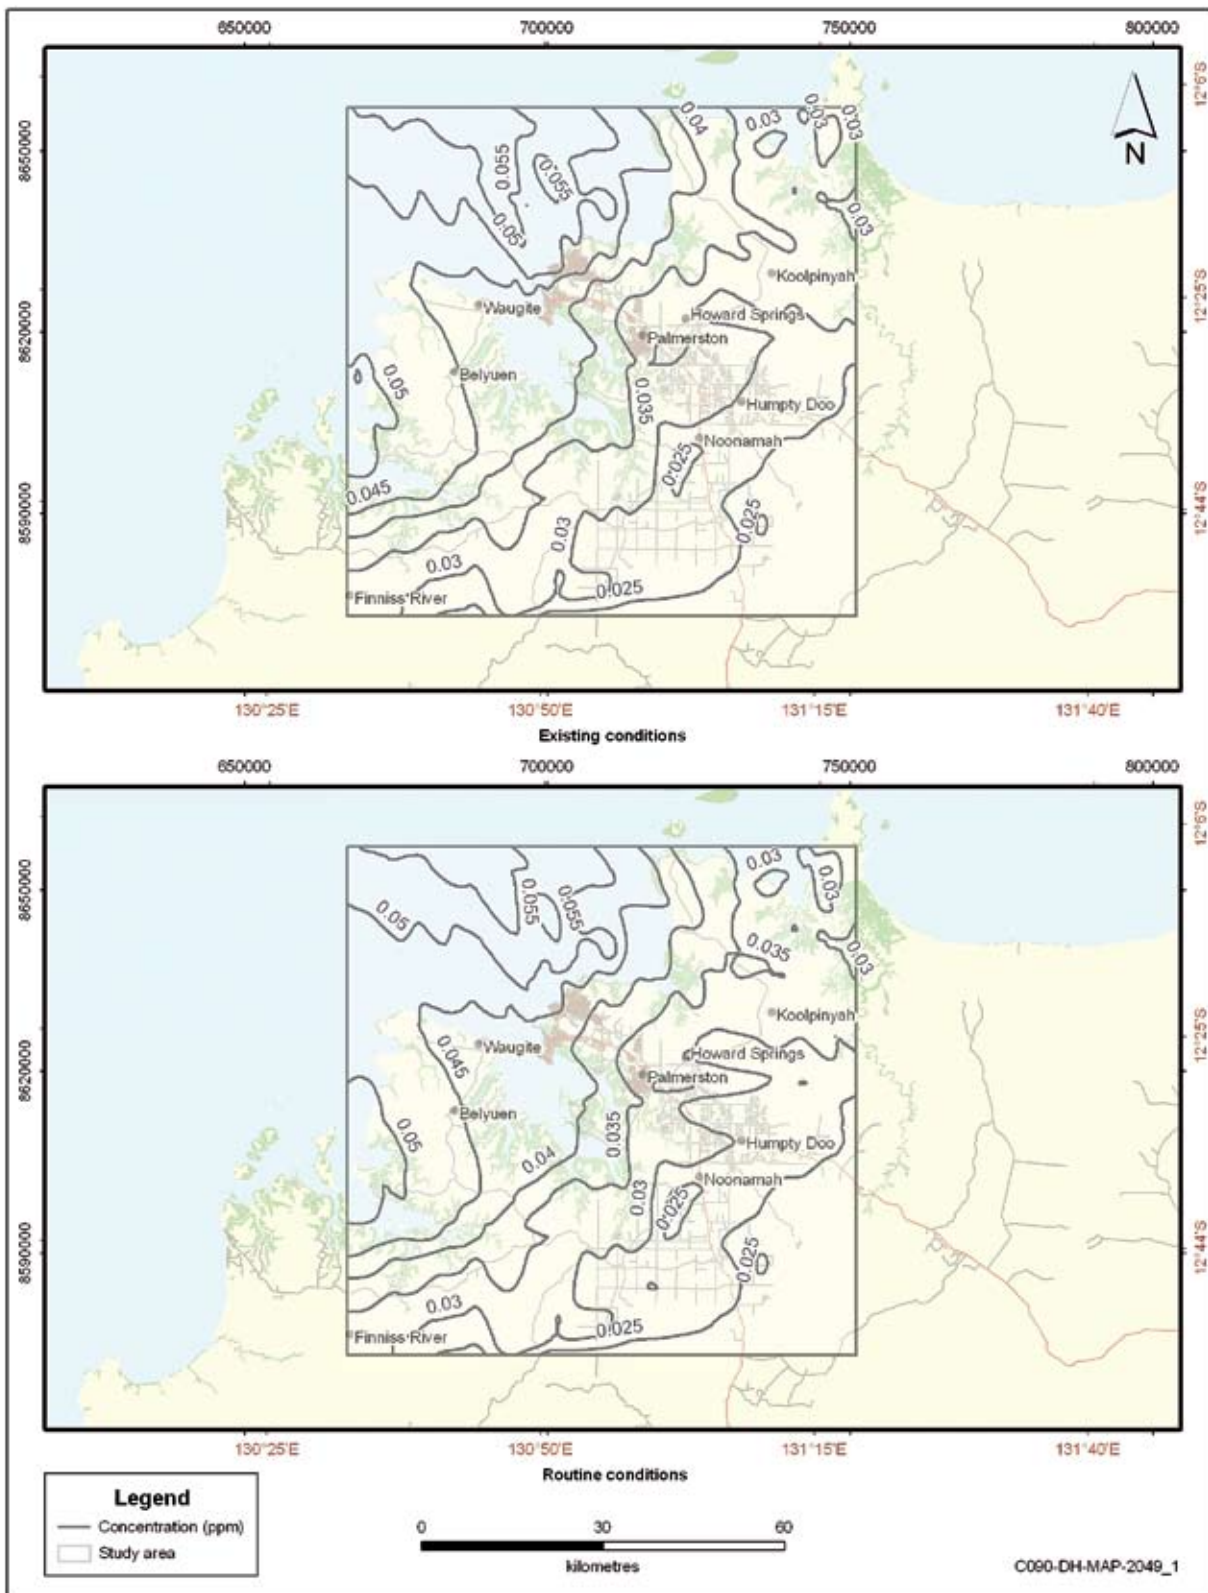 650000 700000 750000 800000
12°6'S
8650000
N
0.055
0.055
0.05
0.04
0.03
0.03
0.03
0.03
Koolpinyah
12°25'S
Waugite
Howard Springs
8620000
Palmerston
Belyuen
0.05
0.035
Humpty Doo
Noonamah
0.025
0.045
8590000
12°44'S
0.03
0.025
0.03
0.025
Finniss River
130°25'E 130°50'E 131°15'E 131°40'E
Existing conditions
650000 700000 750000 800000
12°6'S
8650000
0.03
0.03
0.05
0.055
0.055
0.035
0.03
Koolpinyah
12°25'S
Waugite
0.045
Howard Springs
8620000
Palmerston
Belyuen
0.05
0.035
Humpty Doo
0.04
Noonamah
0.03
0.025
8590000
12°44'S
0.025
0.03
0.025
Finniss River
130°25'E 130°50'E 131°15'E 131°40'E
Routine conditions
Legend
Concentration (ppm)
Study area
0 30 60
kilometres
C090-DH-MAP-2049_1